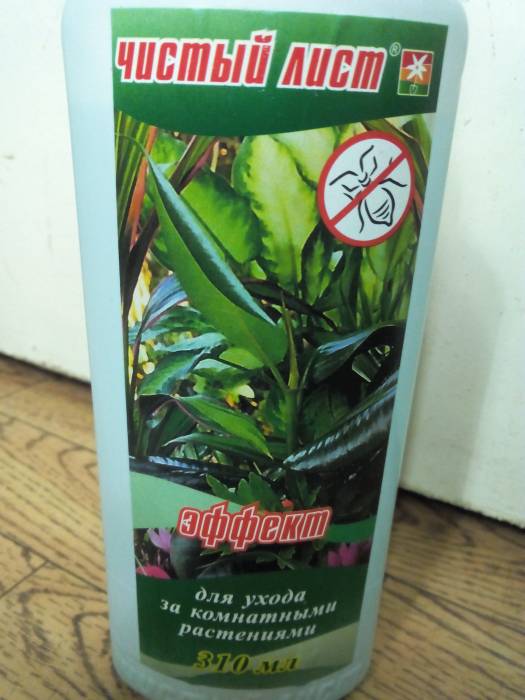 чистый лист®
эффект
для ухода
за комнатными
растениями
310 мл